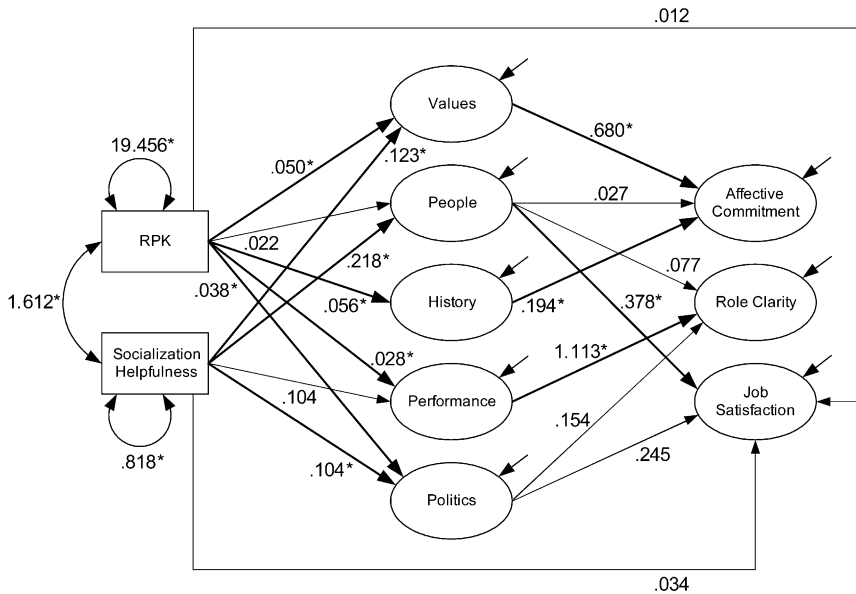 .012
Values
19.456*
.680*
.123*
.050*
People
.027
Affective
Commitment
RPK
.022
.218*
.077
.038*
1.612*
.056*
History
.194*
.378*
Role Clarity
Socialization
Helpfulness
.028*
1.113*
.104
Performance
Job
Satisfaction
.154
.818*
.104*
.245
Politics
.034